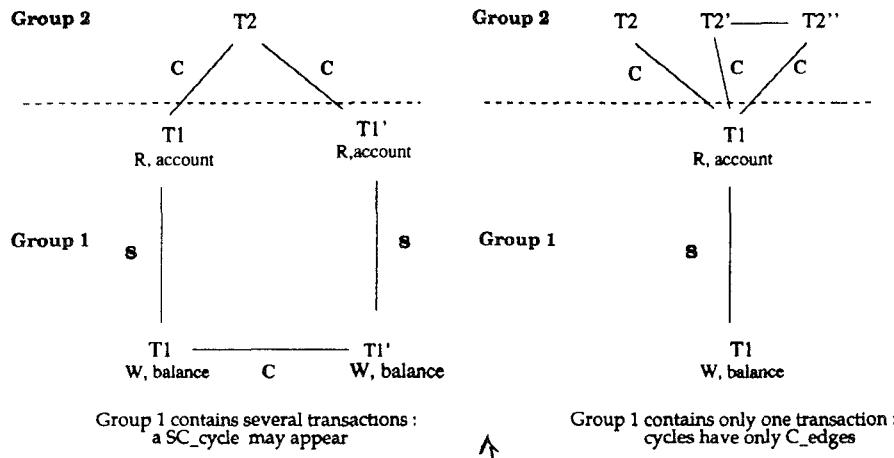 Group 2
T2
C
C
T1
R, account
T1'
R,account
Group 1
S
S
T1
W, balance
C
T1'
W, balance
Group 1 contains several transactions :
a SC_cycle may appear
Group 2
T2
T2'
T2''
C
C
C
T1
R, account
Group 1
S
T1
W, balance
Group 1 contains only one transaction :
cycles have only C_edges